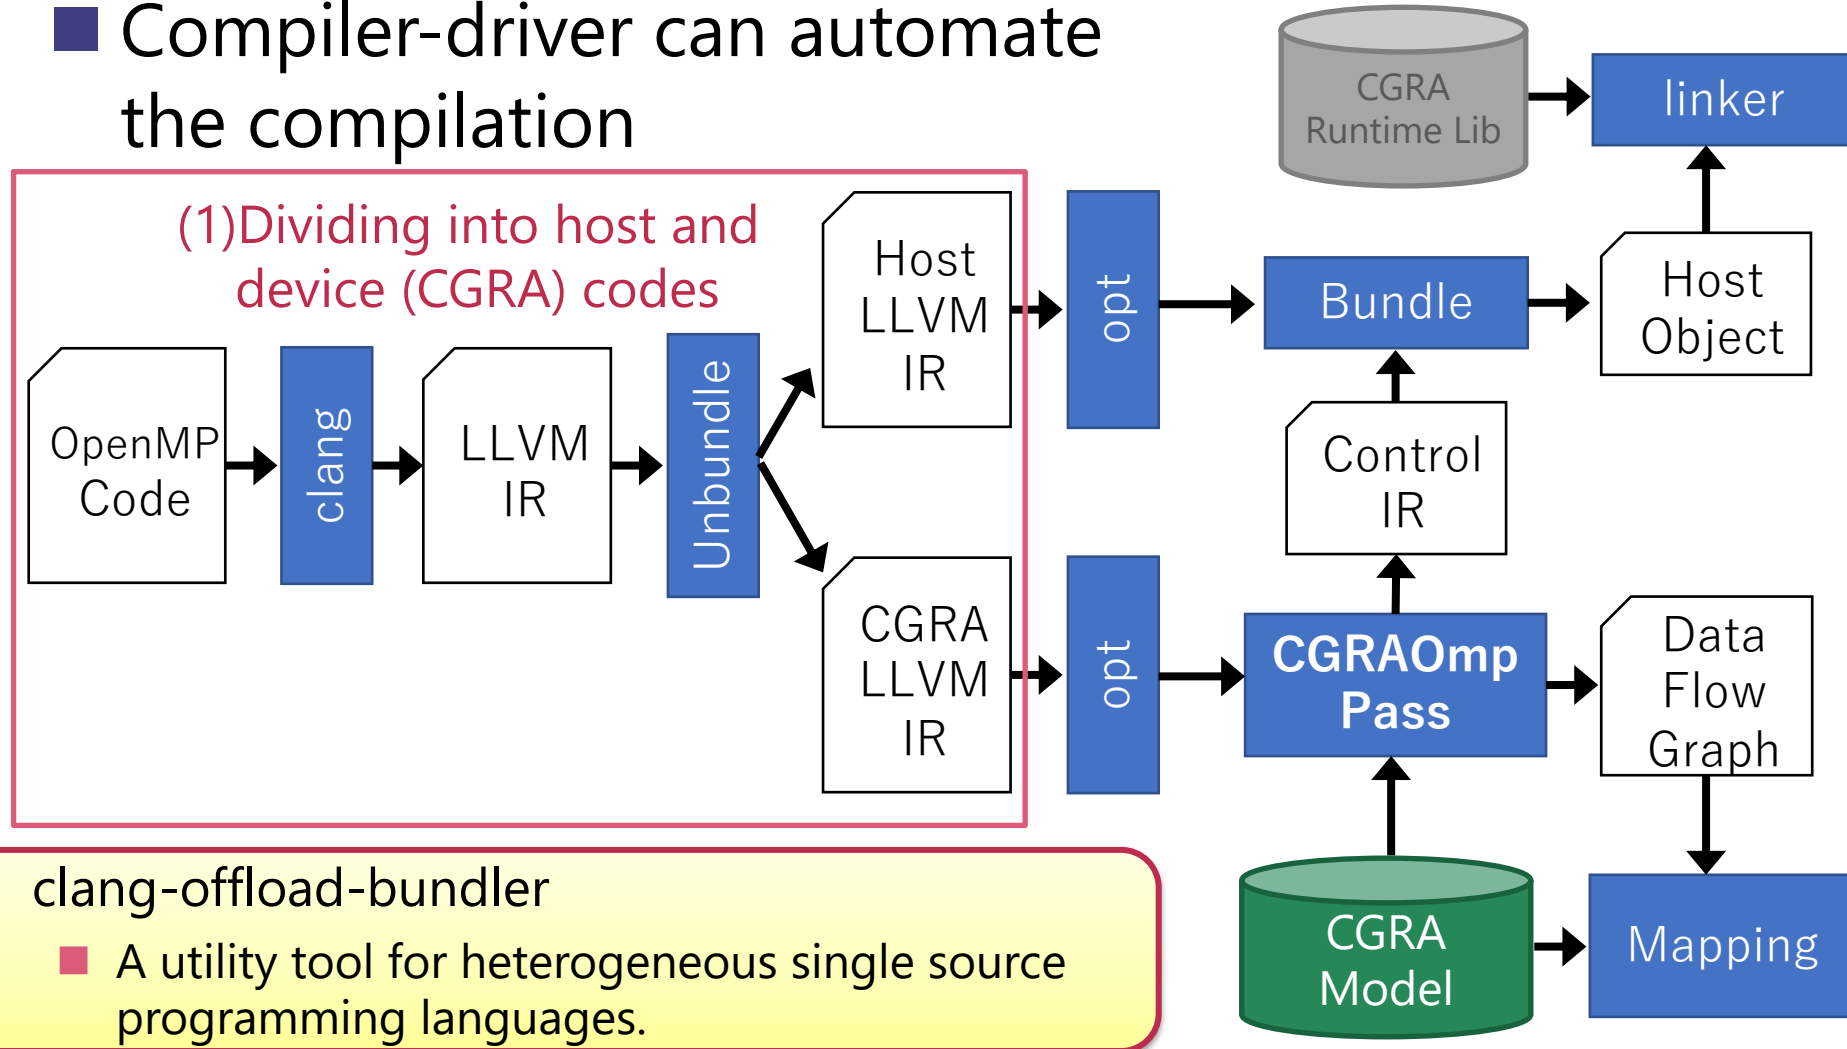 Compiler-driver can automate
the compilation
(1)Dividing into host and
device (CGRA) codes
OpenMP
Code
clang
LLVM
IR
Unbundle
Host
LLVM
IR
CGRA
LLVM
IR
opt
opt
CGRA
Runtime Lib
linker
Bundle
Host
Object
Control
IR
CGRAOmp
Pass
Data
Flow
Graph
CGRA
Model
Mapping
clang-offload-bundler
A utility tool for heterogeneous single source
programming languages.